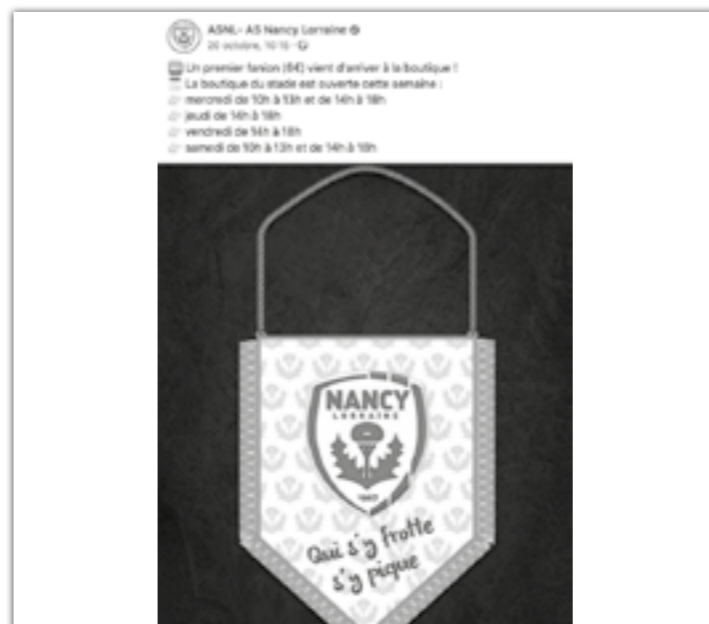 ASNL- AS Nancy Lorraine
20 octobre, 10:15
Un premier fanion (6€) vient d'arriver à la boutique !
La boutique du stade est ouverte cette semaine :
mercredi de 10h à 13h et de 14h à 18h
jeudi de 14h à 18h
vendredi de 14h à 18h
samedi de 10h à 13h et de 14h à 18h
NANCY
LORRAINE
Qui s'y frotte
s'y pique